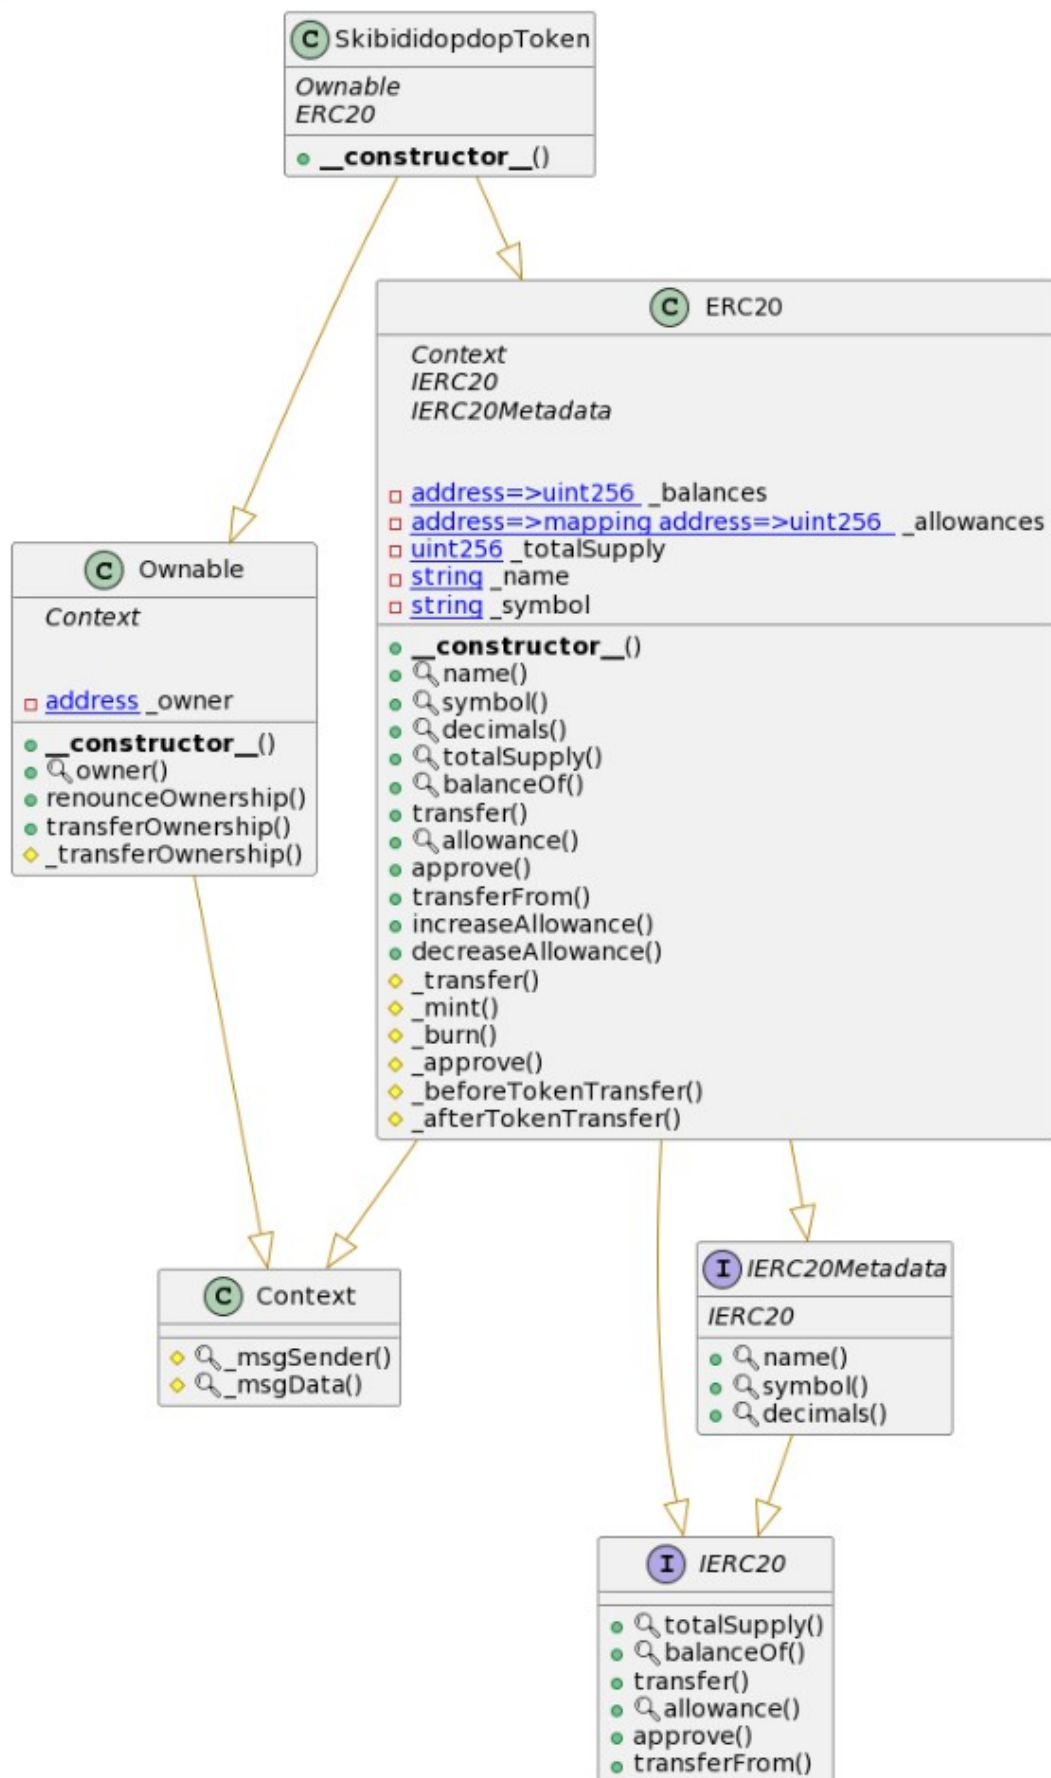 C SkibididopdopToken
Ownable
ERC20
__constructor__()
C ERC20
Context
IERC20
IERC20Metadata
address=>uint256 _balances
address=>mapping address=>uint256 _allowances
uint256 _totalSupply
string _name
string _symbol
__constructor__()
name()
symbol()
decimals()
totalSupply()
balanceOf()
transfer()
allowance()
approve()
transferFrom()
increaseAllowance()
decreaseAllowance()
_transfer()
_mint()
_burn()
_approve()
_beforeTokenTransfer()
_afterTokenTransfer()
C Ownable
Context
address _owner
__constructor__()
owner()
renounceOwnership()
transferOwnership()
_transferOwnership()
C Context
_msgSender()
_msgData()
I IERC20Metadata
IERC20
name()
symbol()
decimals()
I IERC20
totalSupply()
balanceOf()
transfer()
allowance()
approve()
transferFrom()